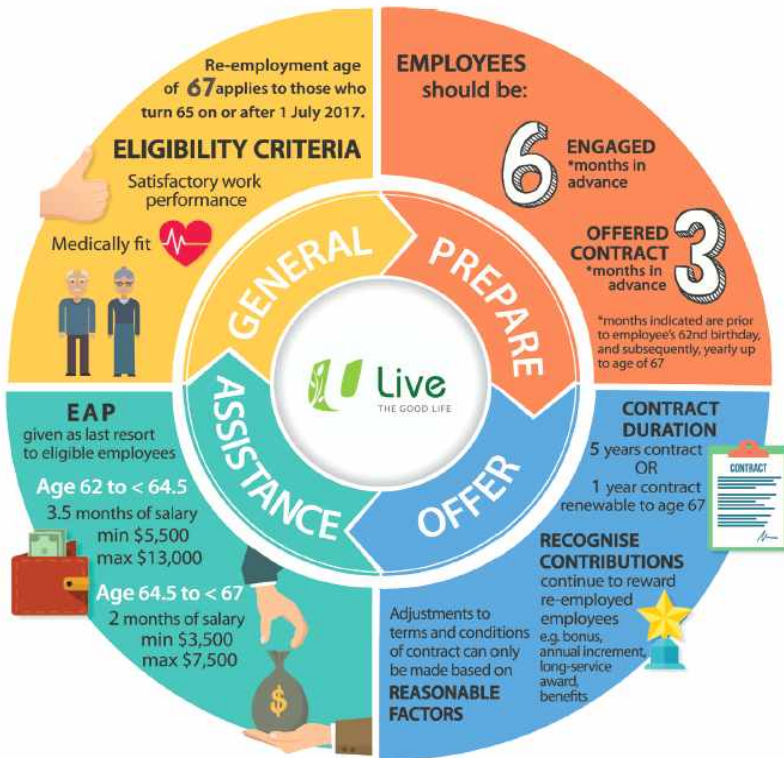 Re-employment age
of 67 applies to those who
turn 65 on or after 1 July 2017.
ELIGIBILITY CRITERIA
Satisfactory work
performance
Medically fit
GENERAL
EMPLOYEES
should be:
6
ENGAGED
*months in
advance
OFFERED
CONTRACT
*months in
advance
3
*months indicated are prior
to employee's 62nd birthday,
and subsequently, yearly up
to age of 67
PREPARE
U Live
THE GOOD LIFE
CONTRACT
DURATION
5 years contract
OR
1 year contract
renewable to age 67
CONTRACT
RECOGNISE
CONTRIBUTIONS
continue to reward
re-employed
employees
e.g. bonus,
annual increment,
long-service
award,
benefits
Adjustments to
terms and conditions
of contract can only
be made based on
REASONABLE
FACTORS
OFFER
EAP
given as last resort
to eligible employees
Age 62 to < 64.5
3.5 months of salary
min $5,500
max $13,000
Age 64.5 to < 67
2 months of salary
min $3,500
max $7,500
$
ASSISTANCE